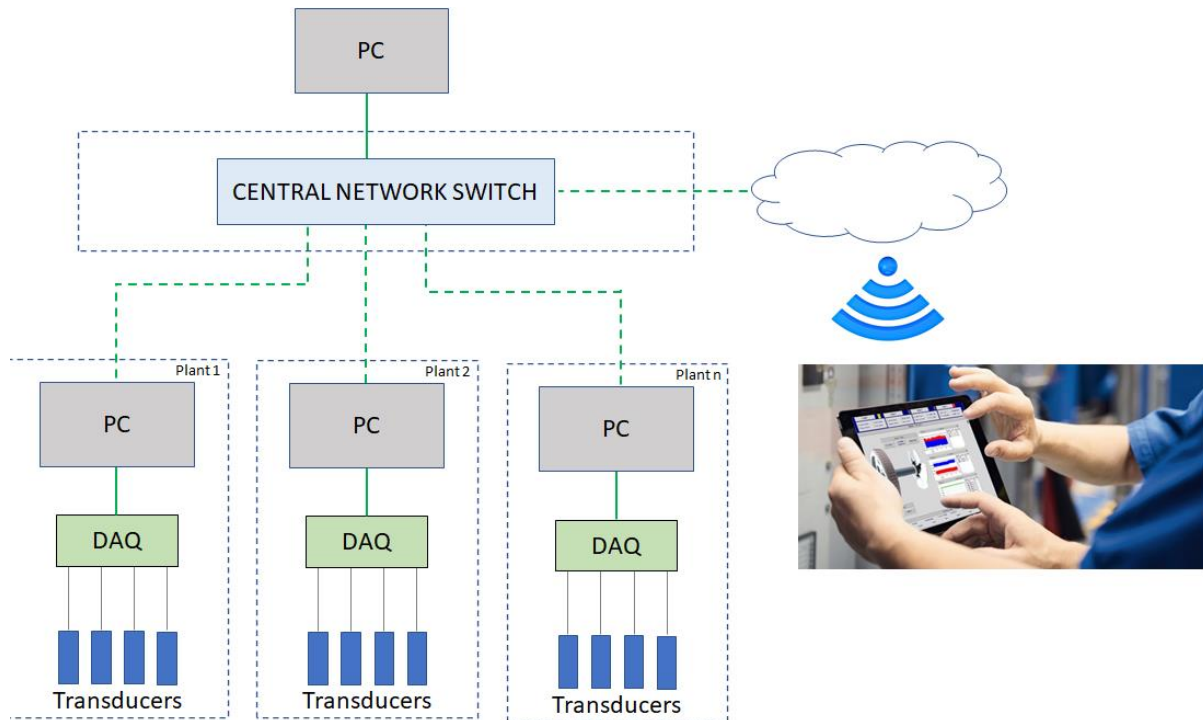 PC
CENTRAL NETWORK SWITCH
Plant 1
Plant 2
Plant n
PC
PC
PC
DAQ
DAQ
DAQ
Transducers
Transducers
Transducers